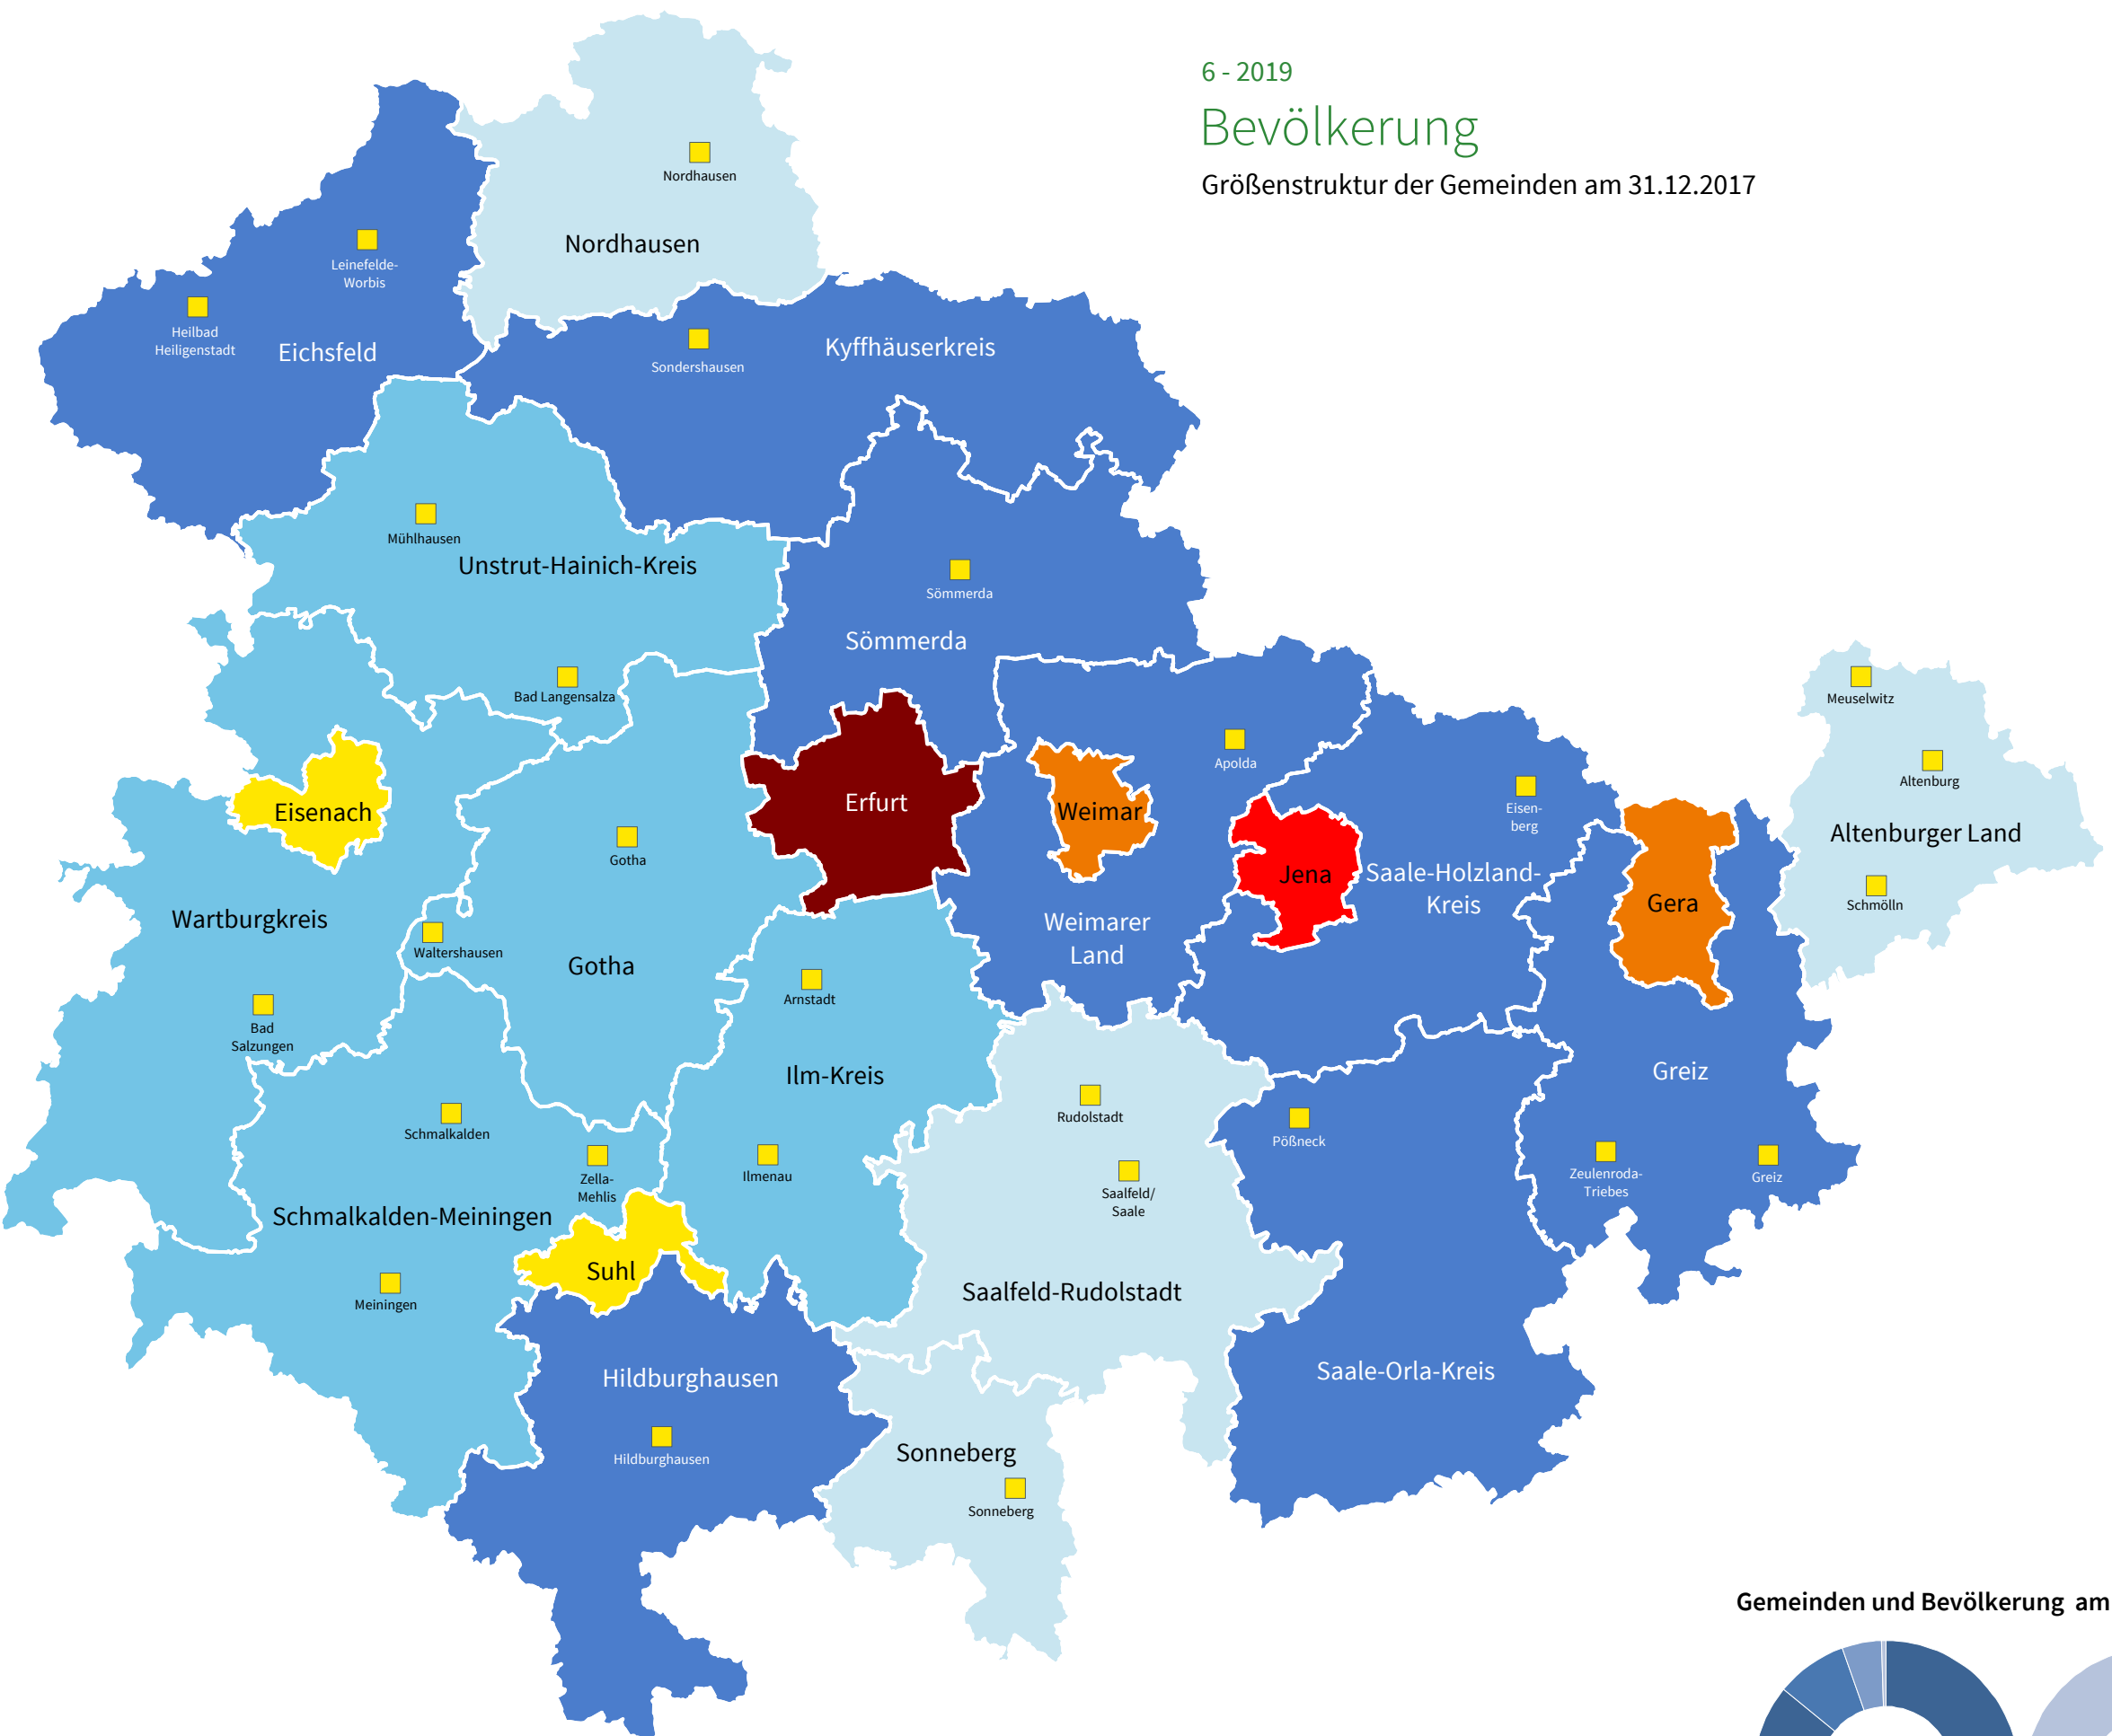 6 - 2019
Bevölkerung
Größenstruktur der Gemeinden am 31.12.2017
Nordhausen
Nordhausen
Leinefelde-
Worbis
Heilbad
Heiligenstadt
Eichsfeld
Sondershausen
Kyffhäuserkreis
Mühlhausen
Unstrut-Hainich-Kreis
Sömmerda
Sömmerda
Bad Langensalza
Meuselwitz
Apolda
Altenburg
Eisenach
Erfurt
Weimar
Eisen-
berg
Altenburger Land
Gotha
Jena
Saale-Holzland-
Kreis
Gera
Schmölln
Wartburgkreis
Weimarer
Land
Waltershausen
Gotha
Arnstadt
Bad
Salzungen
Ilm-Kreis
Greiz
Rudolstadt
Schmalkalden
Pößneck
Zella-
Mehlis
Ilmenau
Zeulenroda-
Triebes
Greiz
Saalfeld/
Saale
Schmalkalden-Meiningen
Suhl
Saalfeld-Rudolstadt
Meiningen
Hildburghausen
Saale-Orla-Kreis
Hildburghausen
Sonneberg
Sonneberg
Gemeinden und Bevölkerung am